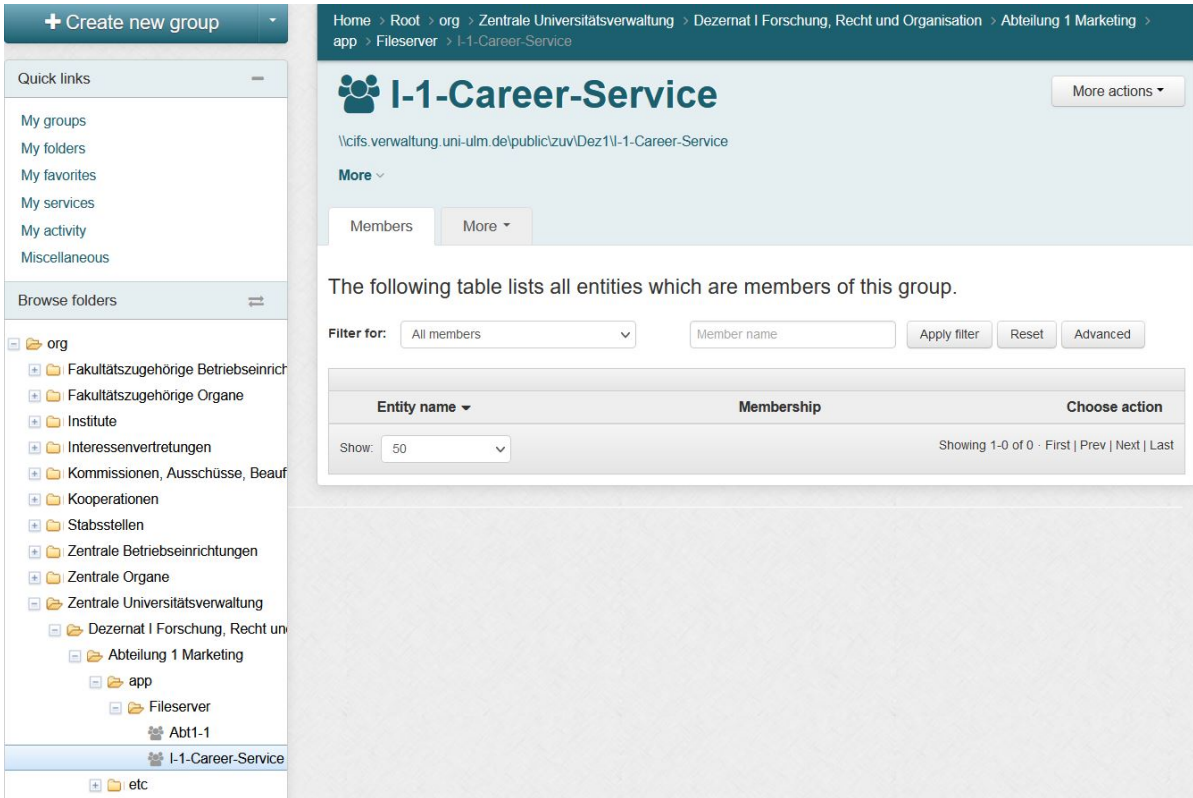 + Create new group
Quick links
My groups
My folders
My favorites
My services
My activity
Miscellaneous
Browse folders
org
Fakultätszugehörige Betriebseinrich
Fakultätszugehörige Organe
Institute
Interessenvertretungen
Kommissionen, Ausschüsse, Beauf
Kooperationen
Stabsstellen
Zentrale Betriebseinrichtungen
Zentrale Organe
Zentrale Universitätsverwaltung
Dezernat I Forschung, Recht und
Abteilung 1 Marketing
app
Fileserver
Abt1-1
I-1-Career-Service
etc
Home > Root > org > Zentrale Universitätsverwaltung > Dezernat I Forschung, Recht und Organisation > Abteilung 1 Marketing >
app > Fileserver > I-1-Career-Service
I-1-Career-Service
More actions
\\cifs.verwaltung.uni-ulm.de\public\zuv\Dez1\I-1-Career-Service
More
Members More
The following table lists all entities which are members of this group.
Filter for: All members Member name Apply filter Reset Advanced
Entity name Membership Choose action
Show: 50 Showing 1-0 of 0 · First | Prev | Next | Last